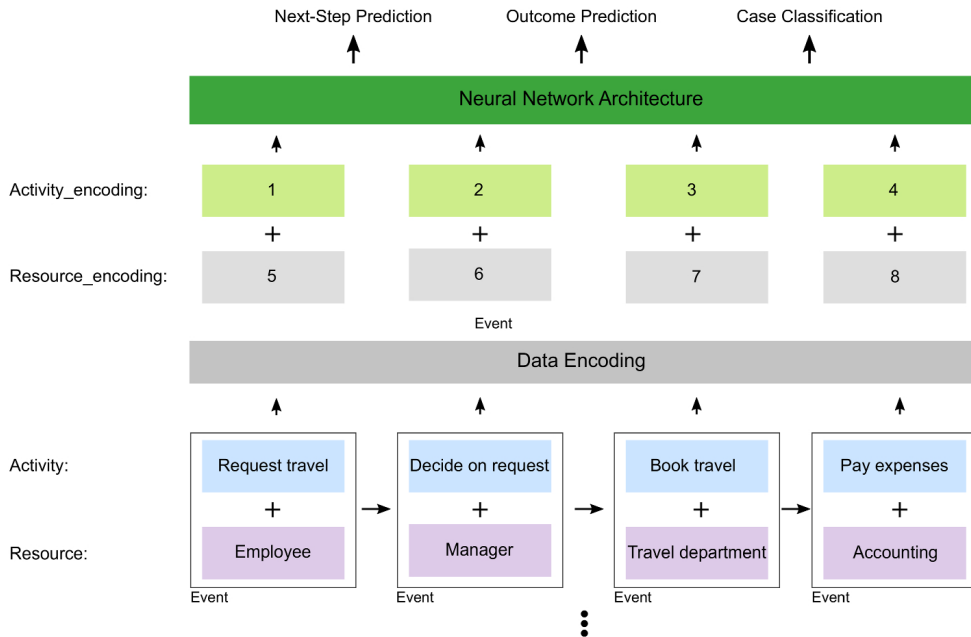 Next-Step Prediction Outcome Prediction Case Classification
Neural Network Architecture
Activity_encoding: 1 2 3 4
+ + + +
Resource_encoding: 5 6 7 8
Event
Data Encoding
Activity: Request travel Decide on request Book travel Pay expenses
+ + + +
Resource: Employee Manager Travel department Accounting
Event Event Event Event